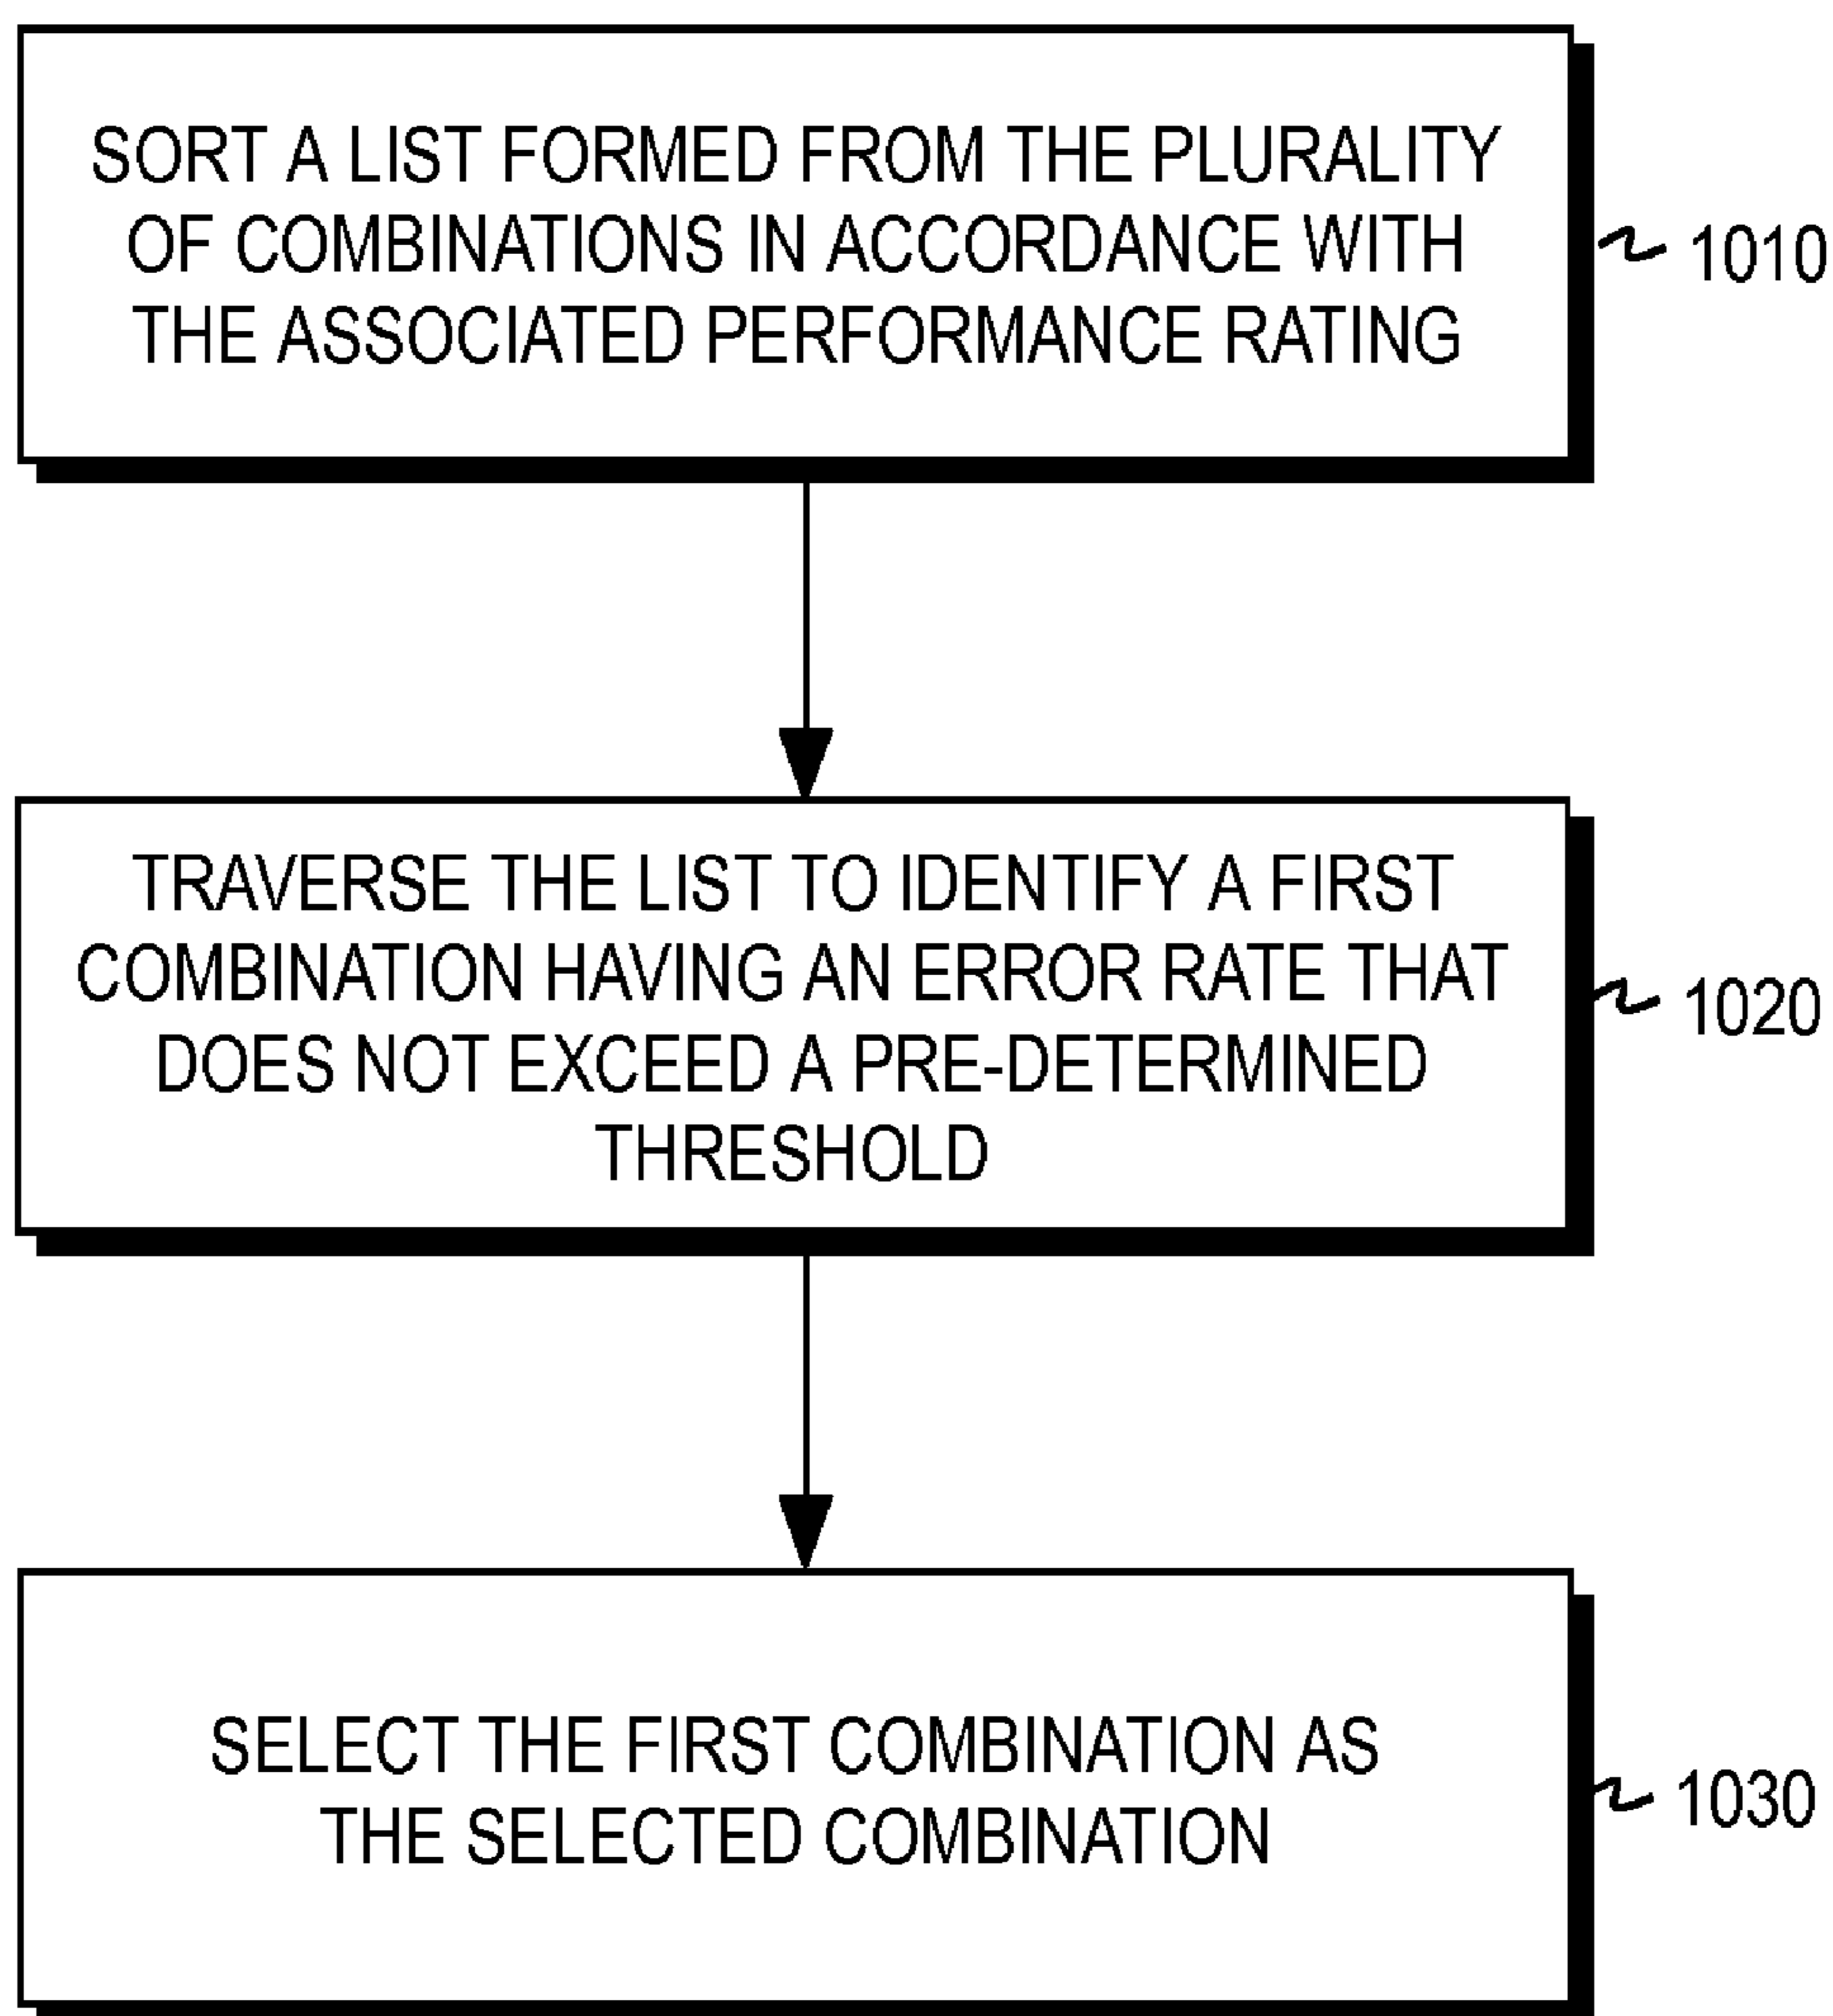 SORT A LIST FORMED FROM THE PLURALITY
OF COMBINATIONS IN ACCORDANCE WITH
THE ASSOCIATED PERFORMANCE RATING
1010
TRAVERSE THE LIST TO IDENTIFY A FIRST
COMBINATION HAVING AN ERROR RATE THAT
DOES NOT EXCEED A PRE-DETERMINED
THRESHOLD
1020
SELECT THE FIRST COMBINATION AS
THE SELECTED COMBINATION
1030